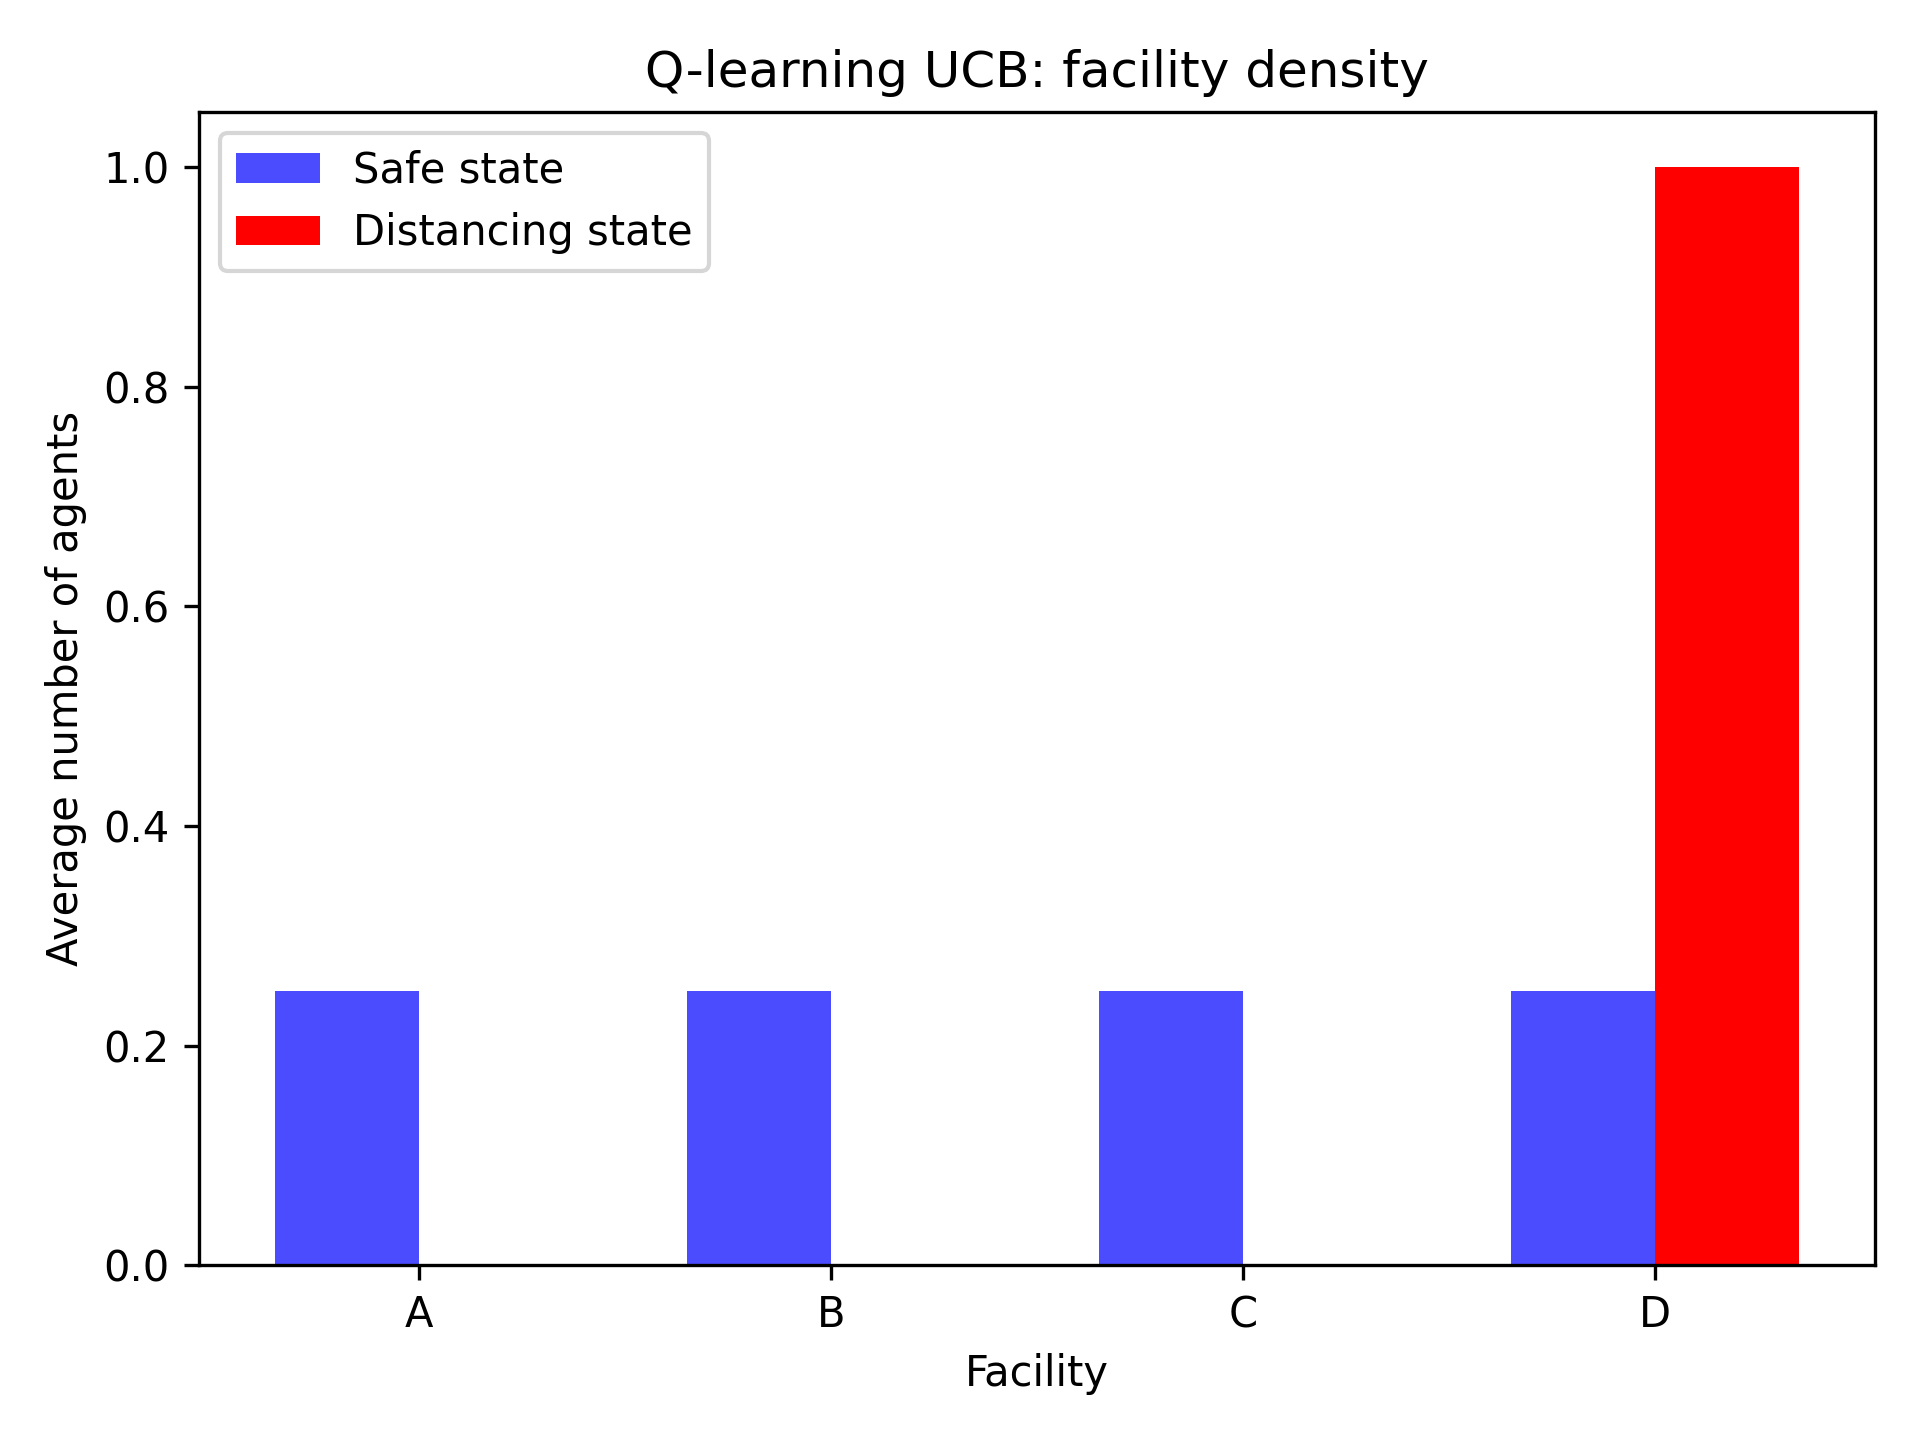 Q-learning UCB: facility density
Safe state
Distancing state
Average number of agents
1.0
0.8
0.6
0.4
0.2
0.0
A
B
C
D
Facility